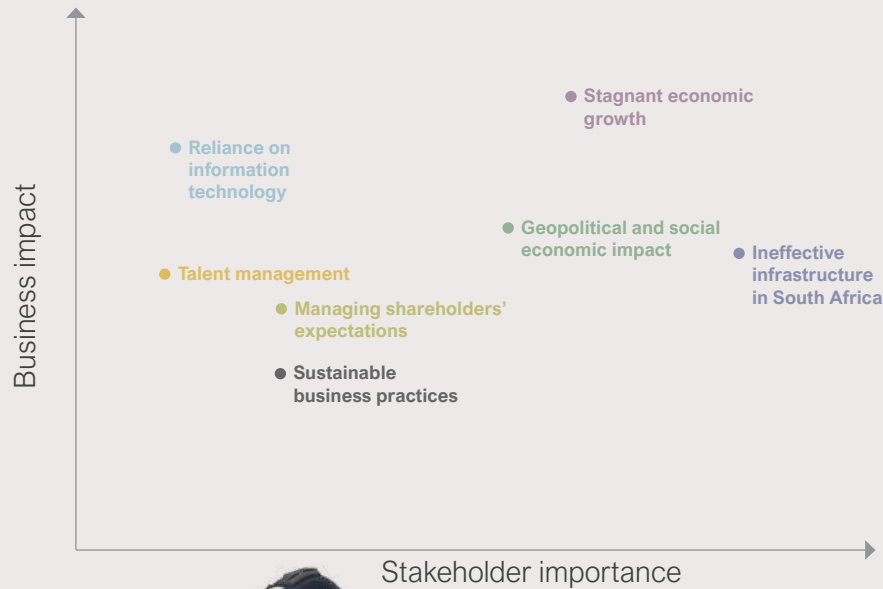 Business impact
Stagnant economic
growth
Reliance on
information
technology
Geopolitical and social
economic impact
Ineffective
infrastructure
in South Africa
Talent management
Managing shareholders’
expectations
Sustainable
business practices
Stakeholder importance